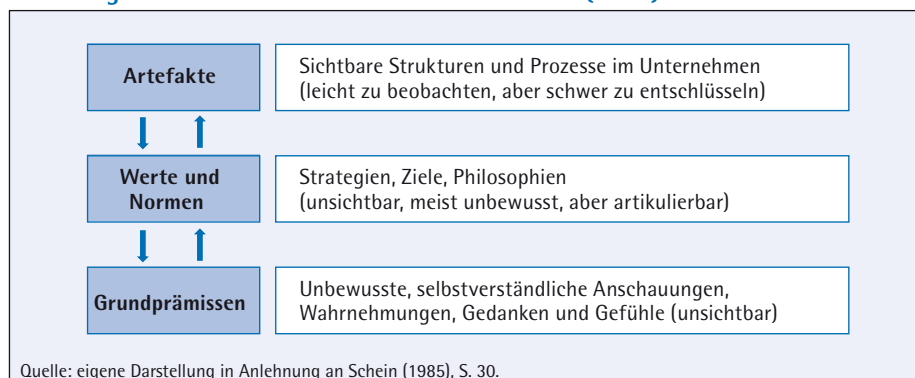 Artefakte
Sichtbare Strukturen und Prozesse im Unternehmen
(leicht zu beobachten, aber schwer zu entschlüsseln)
Werte und
Normen
Strategien, Ziele, Philosophien
(unsichtbar, meist unbewusst, aber artikulierbar)
Grundprämissen
Unbewusste, selbstverständliche Anschauungen,
Wahrnehmungen, Gedanken und Gefühle (unsichtbar)
Quelle: eigene Darstellung in Anlehnung an Schein (1985), S. 30.